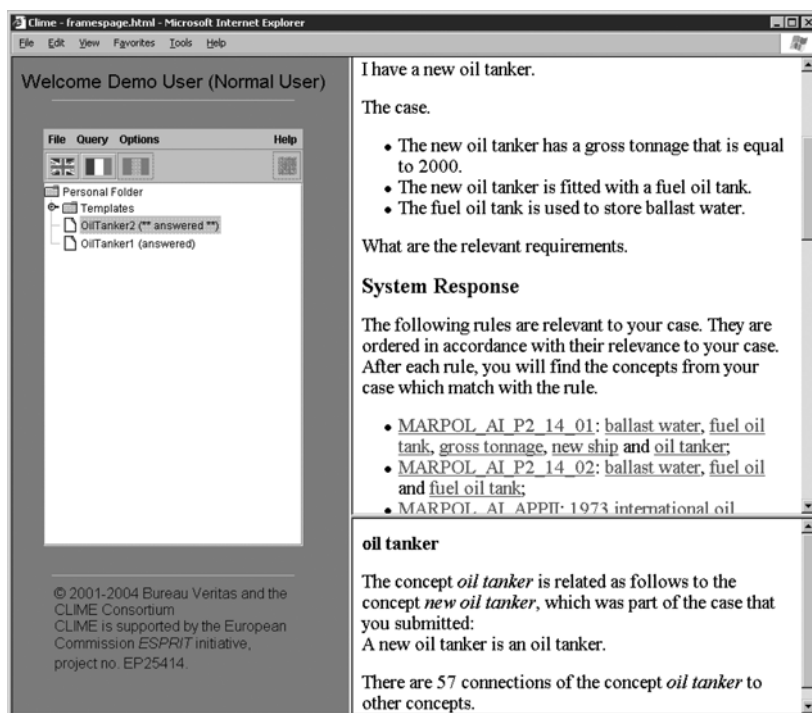 Clime - framespage.html - Microsoft Internet Explorer
File Edit View Favorites Tools Help
Welcome Demo User (Normal User)
File Query Options Help
Personal Folder
Templates
OilTanker2 (** answered **)
OilTanker1 (answered)
© 2001-2004 Bureau Veritas and the
CLIME Consortium
CLIME is supported by the European
Commission ESPRIT initiative,
project no. EP25414.
I have a new oil tanker.
The case.
• The new oil tanker has a gross tonnage that is equal
to 2000.
• The new oil tanker is fitted with a fuel oil tank.
• The fuel oil tank is used to store ballast water.
What are the relevant requirements.
System Response
The following rules are relevant to your case. They are
ordered in accordance with their relevance to your case.
After each rule, you will find the concepts from your
case which match with the rule.
• MARPOL_AI_P2_14_01: ballast water, fuel oil
tank, gross tonnage, new ship and oil tanker;
• MARPOL_AI_P2_14_02: ballast water, fuel oil
and fuel oil tank;
• MARPOL_AI_APPII: 1973 international oil
oil tanker
The concept oil tanker is related as follows to the
concept new oil tanker, which was part of the case that
you submitted:
A new oil tanker is an oil tanker.
There are 57 connections of the concept oil tanker to
other concepts.